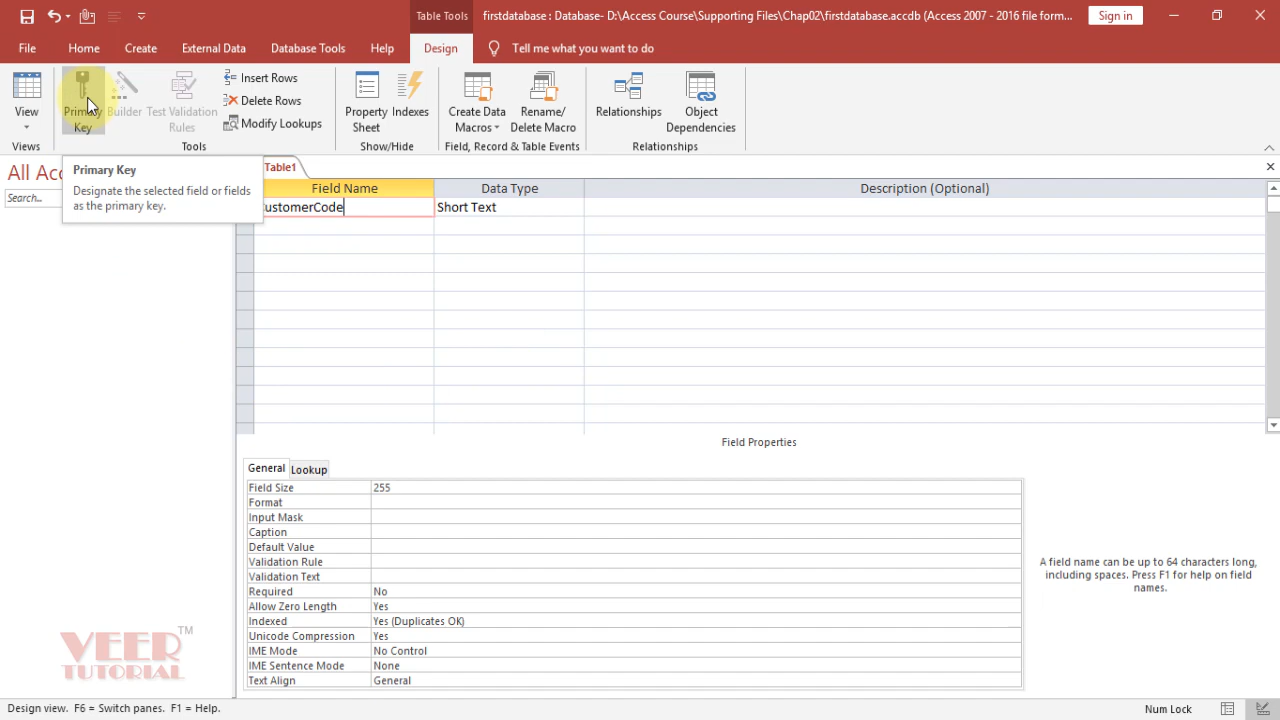 Table Tools
firstdatabase : Database- D:\Access Course\Supporting Files\Chap02\firstdatabase.accdb (Access 2007 - 2016 file form...
Sign in
File
Home
Create
External Data
Database Tools
Help
Design
Tell me what you want to do
View
Primary Key
Builder
Test Validation Rules
Insert Rows
Delete Rows
Modify Lookups
Property Sheet
Indexes
Create Data Macros
Rename/ Delete Macro
Relationships
Object Dependencies
Views
Tools
Show/Hide
Field, Record & Table Events
Relationships
All Acc
Search...
Primary Key
Designate the selected field or fields
as the primary key.
Table1
Field Name
Data Type
Description (Optional)
ustomerCode
Short Text
Field Properties
General
Lookup
Field Size 255
Format
Input Mask
Caption
Default Value
Validation Rule
Validation Text
Required No
Allow Zero Length Yes
Indexed Yes (Duplicates OK)
Unicode Compression Yes
IME Mode No Control
IME Sentence Mode None
Text Align General
A field name can be up to 64 characters long,
including spaces. Press F1 for help on field
names.
VEER TM
TUTORIAL
Design view. F6 = Switch panes. F1 = Help.
Num Lock